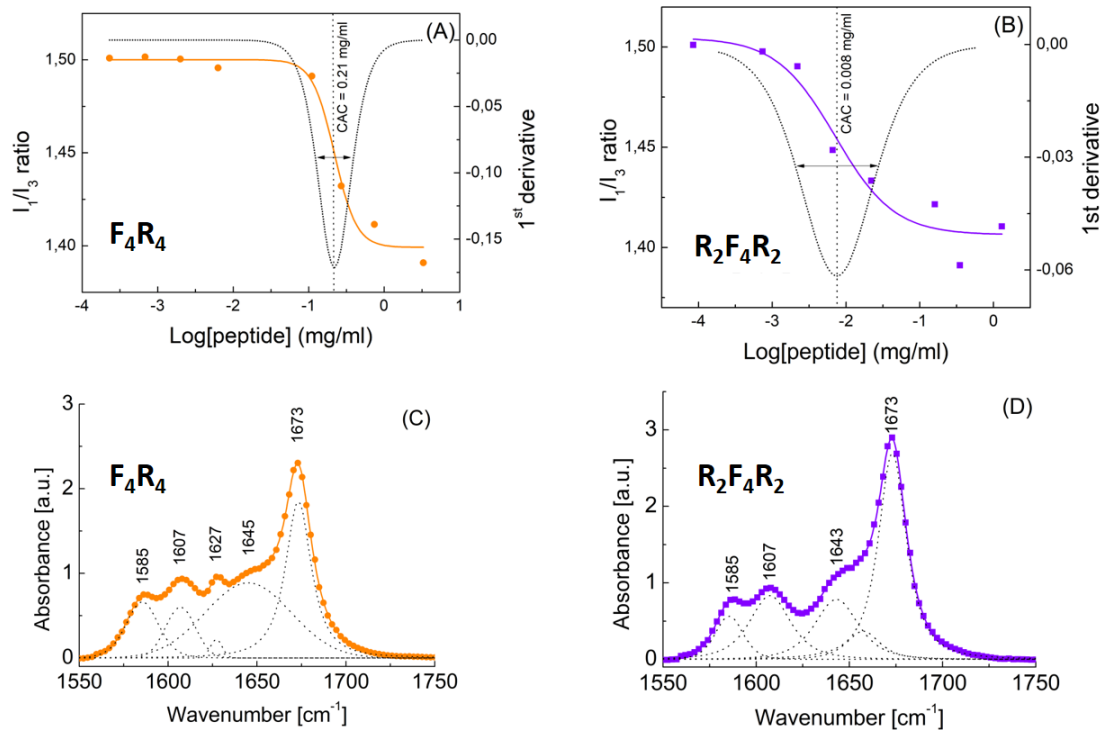 (A)
1,50
1,45
1,40
I₁/I₃ ratio
F₄R₄
CAC = 0.21 mg/ml
0,00
-0,05
-0,10
-0,15
1ˢᵗ derivative
-4 -3 -2 -1 0 1
Log[peptide] (mg/ml)
(B)
1,50
1,45
1,40
I₁/I₃ ratio
R₂F₄R₂
CAC = 0.008 mg/ml
0,00
-0,03
-0,06
1st derivative
-4 -3 -2 -1 0 1
Log[peptide] (mg/ml)
(C)
3
2
1
0
Absorbance [a.u.]
F₄R₄
1585
1607
1627
1645
1673
1550 1600 1650 1700 1750
Wavenumber [cm⁻¹]
(D)
3
2
1
0
Absorbance [a.u.]
R₂F₄R₂
1585
1607
1643
1673
1550 1600 1650 1700 1750
Wavenumber [cm⁻¹]